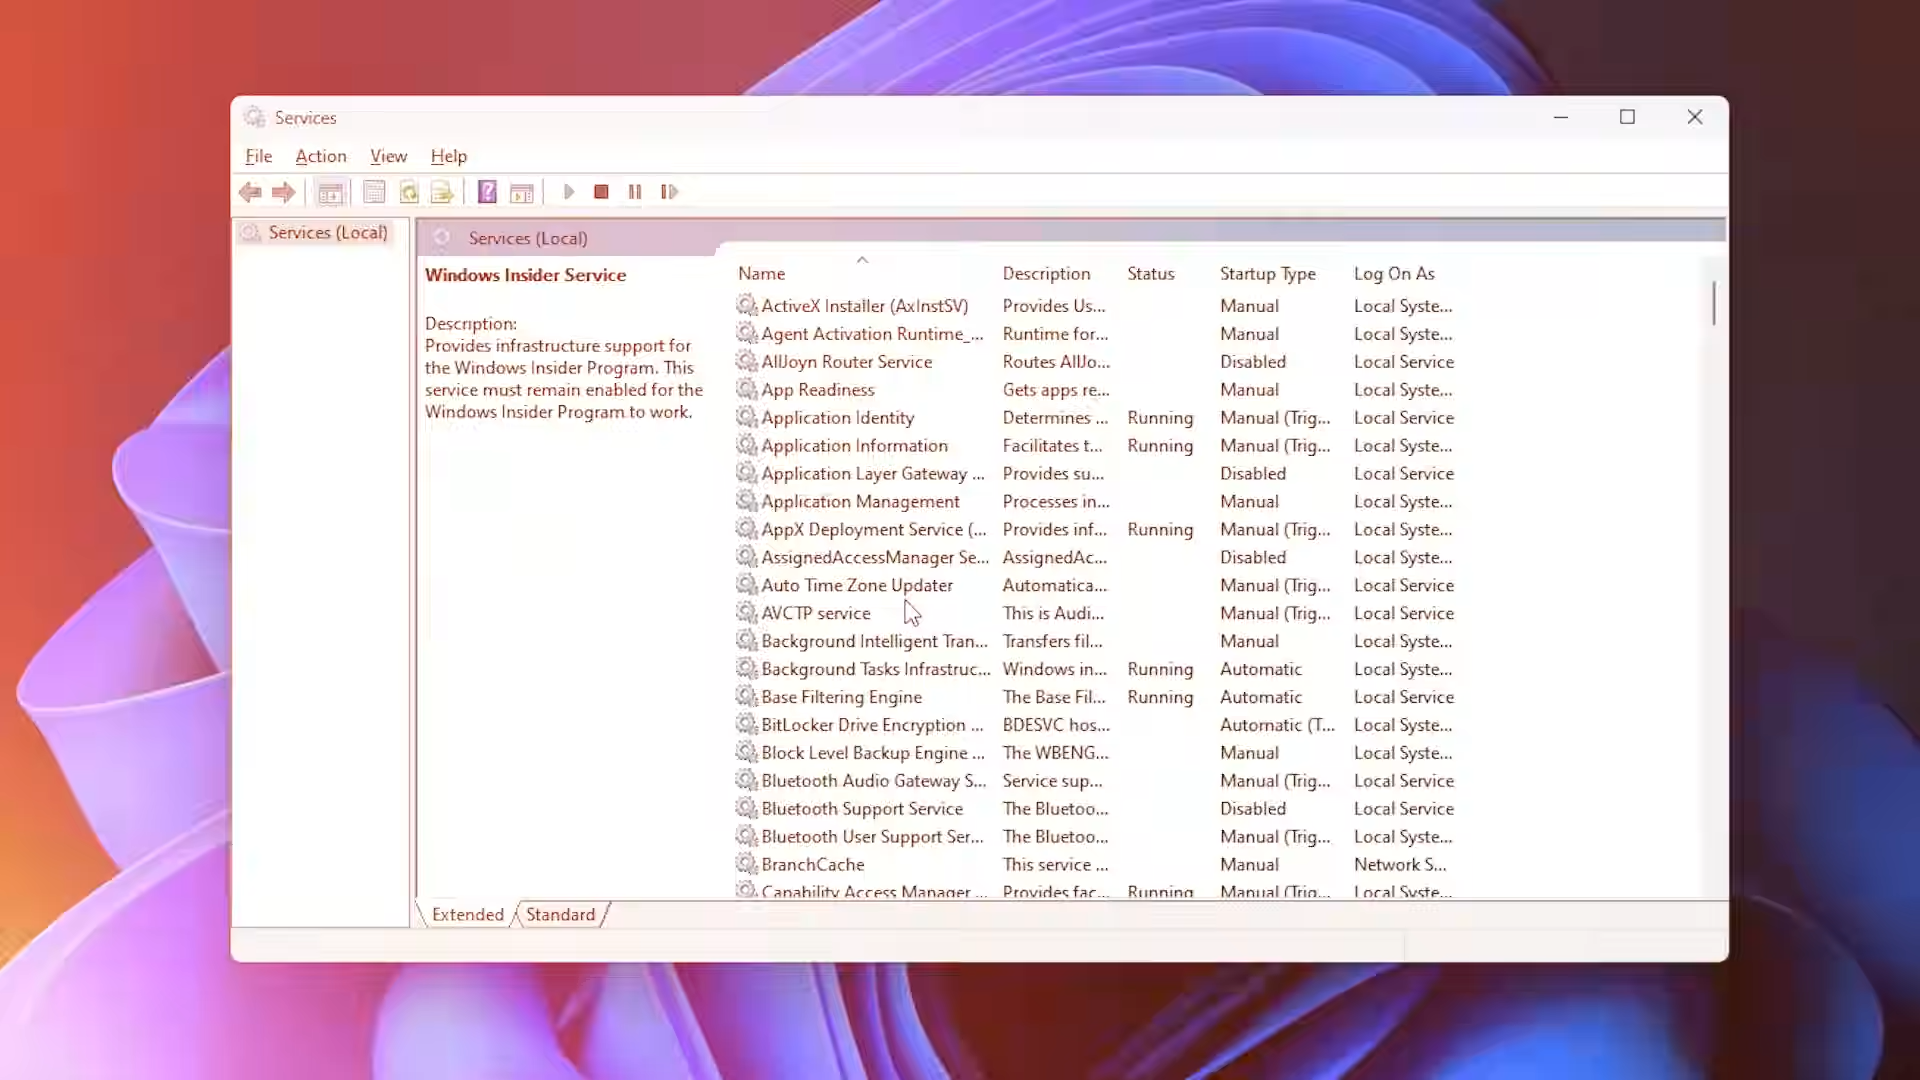 Services
File Action View Help
Services (Local)
Services (Local)
Windows Insider Service
Description:
Provides infrastructure support for
the Windows Insider Program. This
service must remain enabled for the
Windows Insider Program to work.
Name Description Status Startup Type Log On As
ActiveX Installer (AxInstSV) Provides Us... Manual Local Syste...
Agent Activation Runtime_... Runtime for... Manual Local Syste...
AllJoyn Router Service Routes AllJo... Disabled Local Service
App Readiness Gets apps re... Manual Local Syste...
Application Identity Determines ... Running Manual (Trig... Local Service
Application Information Facilitates t... Running Manual (Trig... Local Syste...
Application Layer Gateway ... Provides su... Disabled Local Service
Application Management Processes in... Manual Local Syste...
AppX Deployment Service (... Provides inf... Running Manual (Trig... Local Syste...
AssignedAccessManager Se... AssignedAc... Disabled Local Syste...
Auto Time Zone Updater Automatica... Manual (Trig... Local Service
AVCTP service This is Audi... Manual (Trig... Local Service
Background Intelligent Tran... Transfers fil... Manual Local Syste...
Background Tasks Infrastruc... Windows in... Running Automatic Local Syste...
Base Filtering Engine The Base Fil... Running Automatic Local Service
BitLocker Drive Encryption ... BDESVC hos... Automatic (T... Local Syste...
Block Level Backup Engine ... The WBENG... Manual Local Syste...
Bluetooth Audio Gateway S... Service sup... Manual (Trig... Local Service
Bluetooth Support Service The Bluetoo... Disabled Local Service
Bluetooth User Support Ser... The Bluetoo... Manual (Trig... Local Syste...
BranchCache This service ... Manual Network S...
Capability Access Manager ... Provides fac... Running Manual (Trig... Local Syste...
Extended Standard